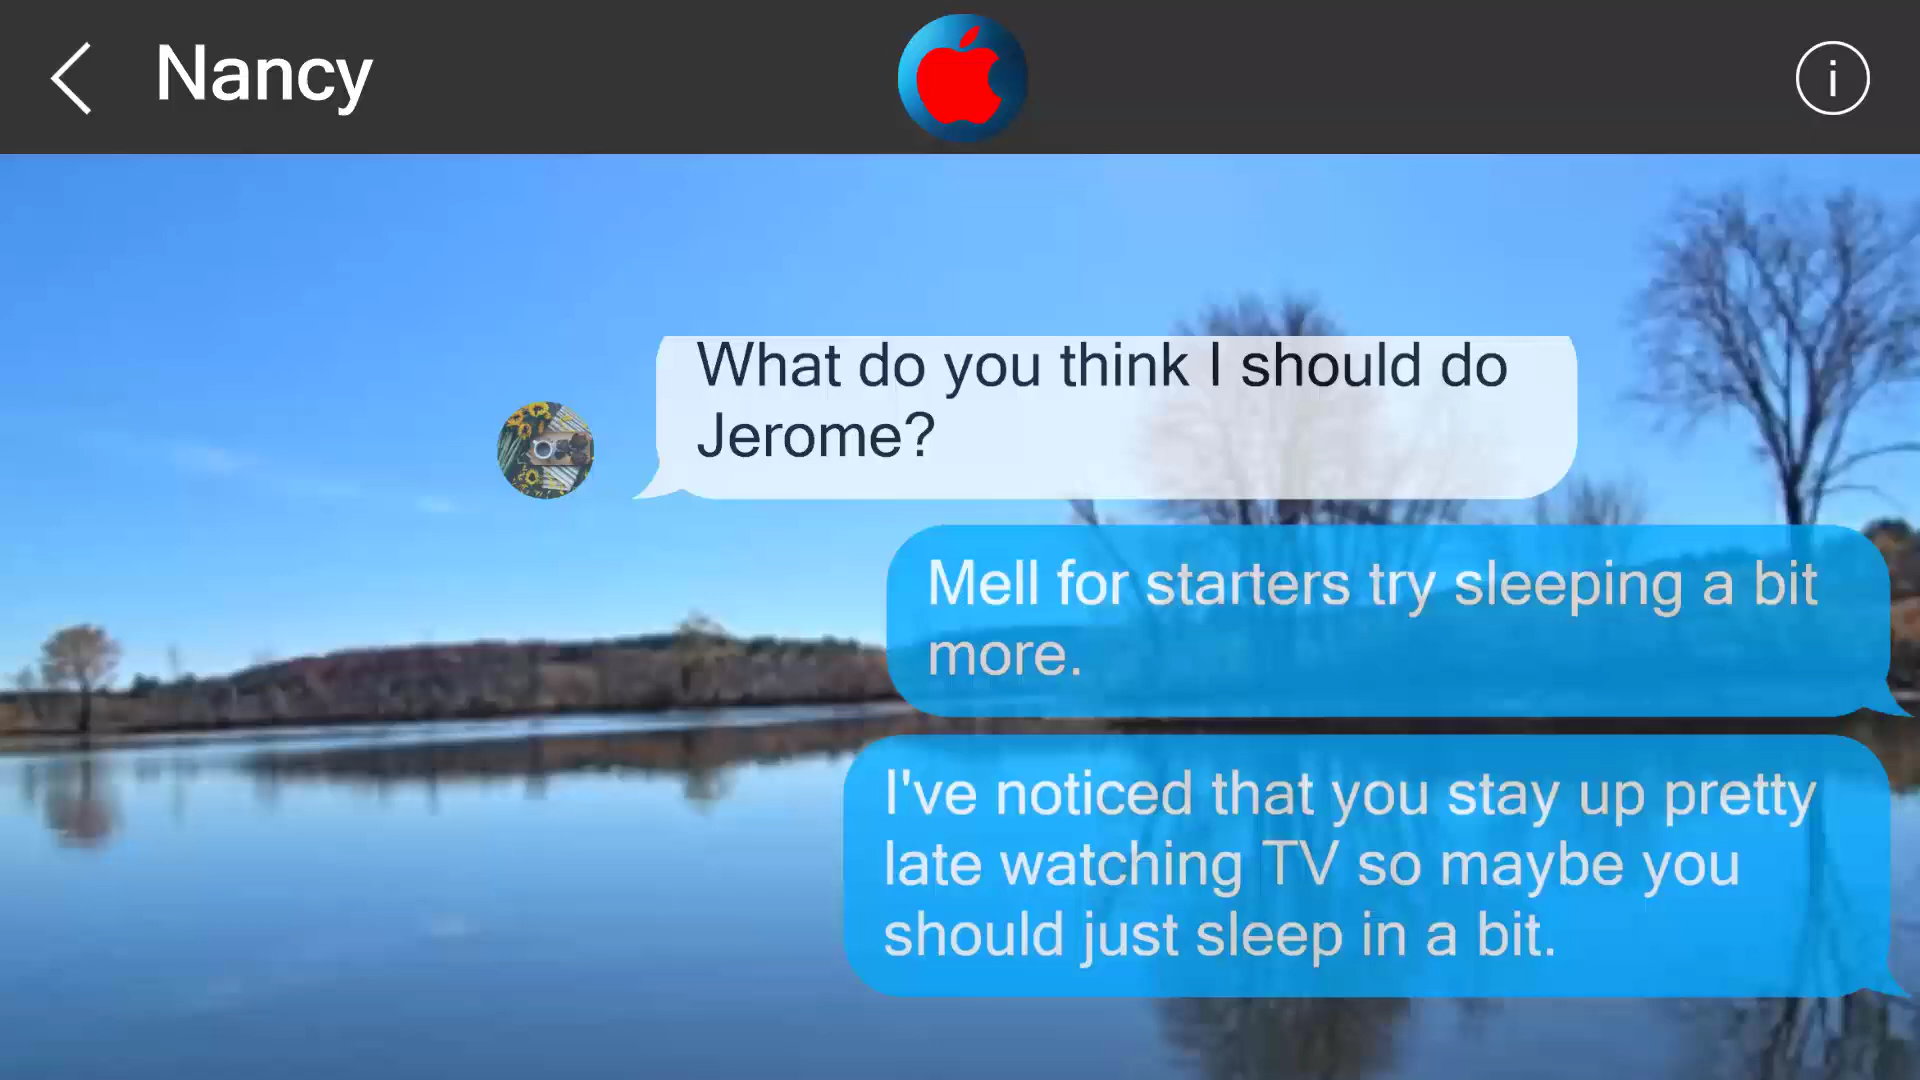 Nancy
i
What do you think I should do
Jerome?
Mell for starters try sleeping a bit
more.
I've noticed that you stay up pretty
late watching TV so maybe you
should just sleep in a bit.